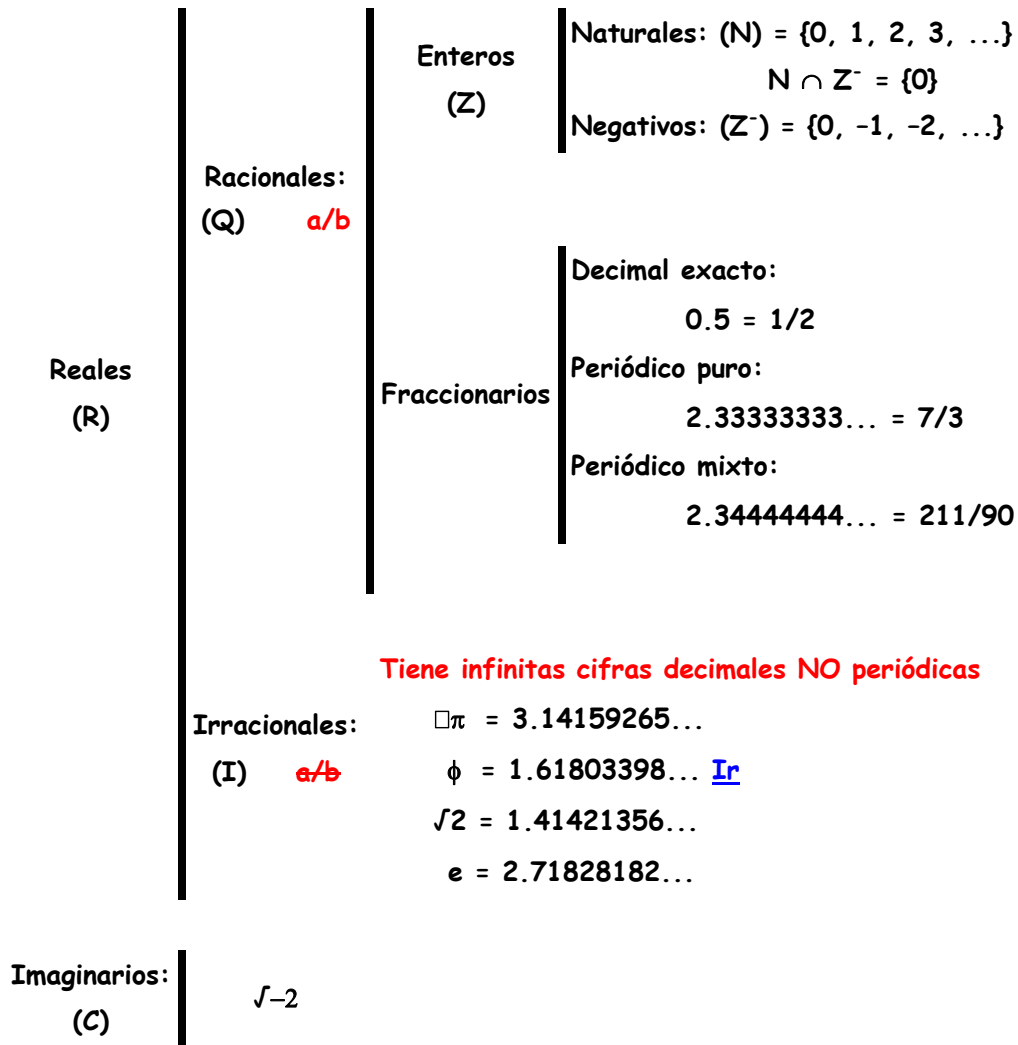 Naturales: (N) = {0, 1, 2, 3, ...}
Enteros
(Z)
N ∩ Z⁻ = {0}
Negativos: (Z⁻) = {0, −1, −2, ...}
Racionales:
(Q) a/b
Decimal exacto:
0.5 = 1/2
Reales
(R)
Fraccionarios
Periódico puro:
2.33333333... = 7/3
Periódico mixto:
2.34444444... = 211/90
Tiene infinitas cifras decimales NO periódicas
Irracionales:
(I) a/b
□π = 3.14159265...
ϕ = 1.61803398... Ir
√2 = 1.41421356...
e = 2.71828182...
Imaginarios:
(C)
√−2